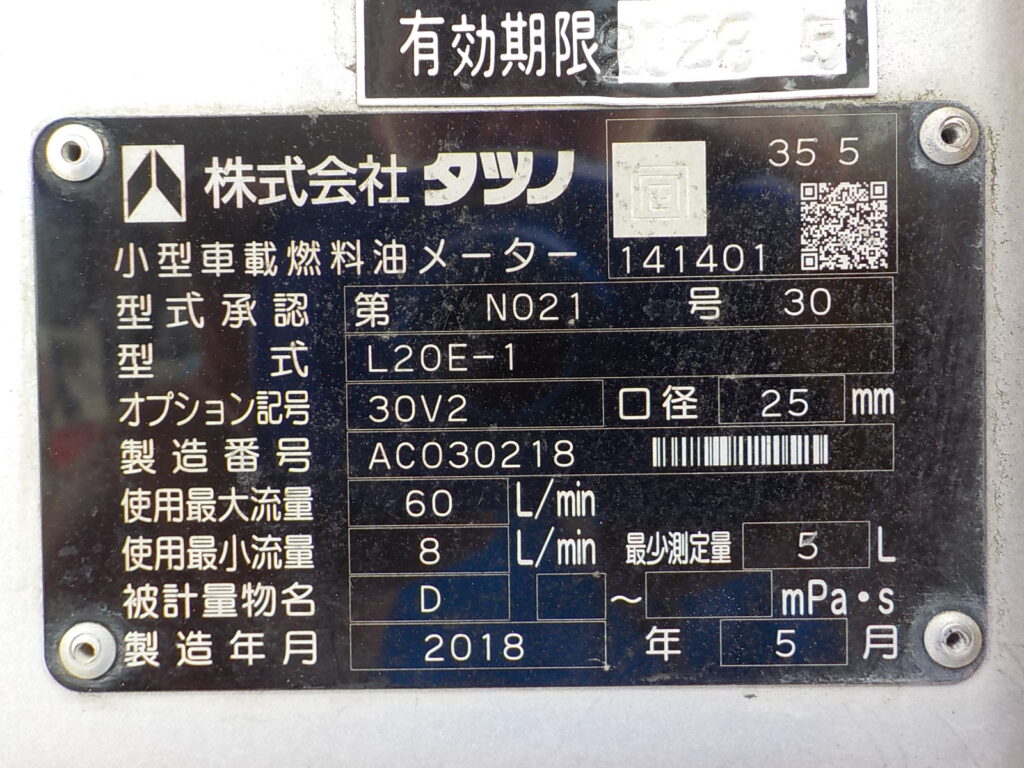 有効期限
株式会社 タツノ
35 5
小型車載燃料油メーター 141401
型式承認 第 N021 号 30
型式 L20E-1
オプション記号 30V2 口径 25 mm
製造番号 AC030218
使用最大流量 60 L/min
使用最小流量 8 L/min 最少測定量 5 L
被計量物名 D ～ mPa・s
製造年月 2018 年 5 月